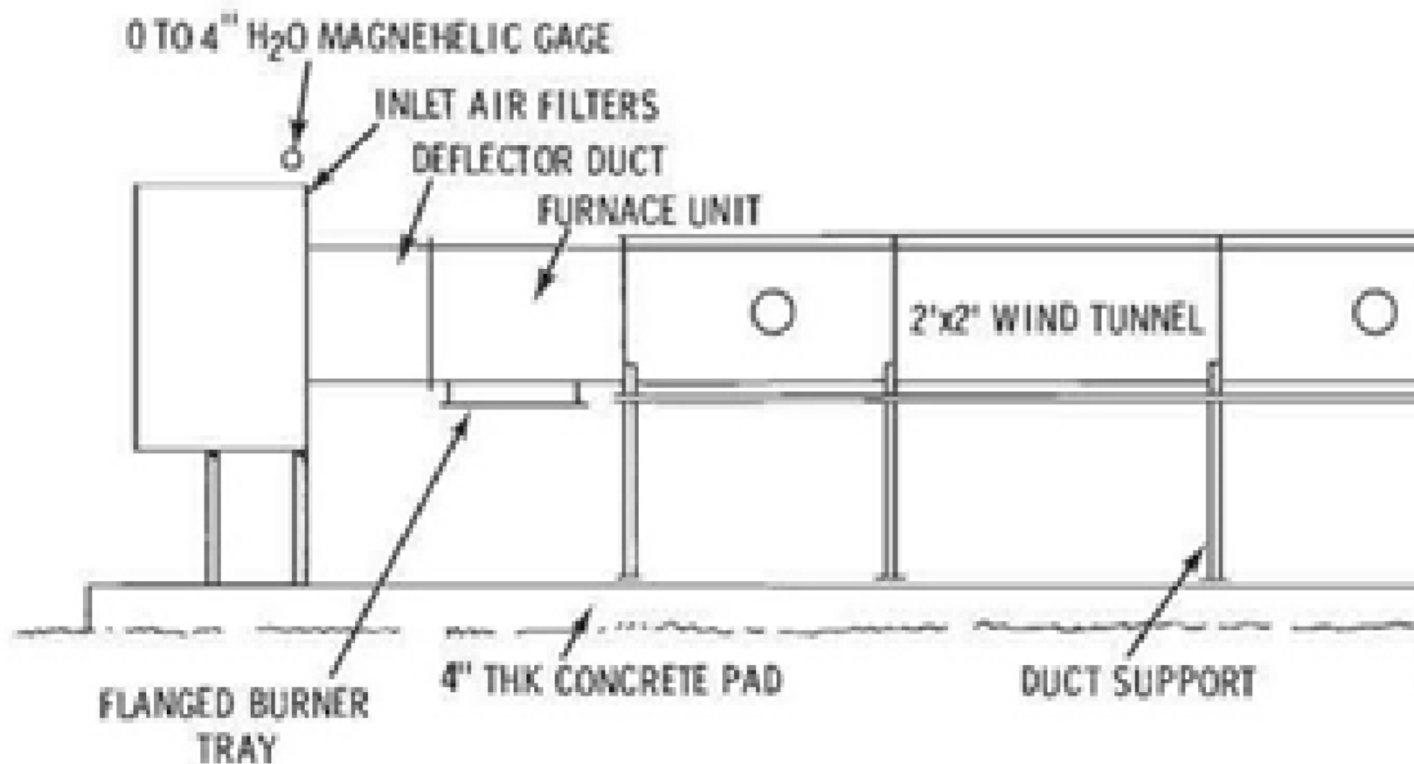 0 TO 4" H₂O MAGNEHELIC GAGE
INLET AIR FILTERS
DEFLECTOR DUCT
FURNACE UNIT
2'x2' WIND TUNNEL
FLANGED BURNER
TRAY
4" THK CONCRETE PAD
DUCT SUPPORT